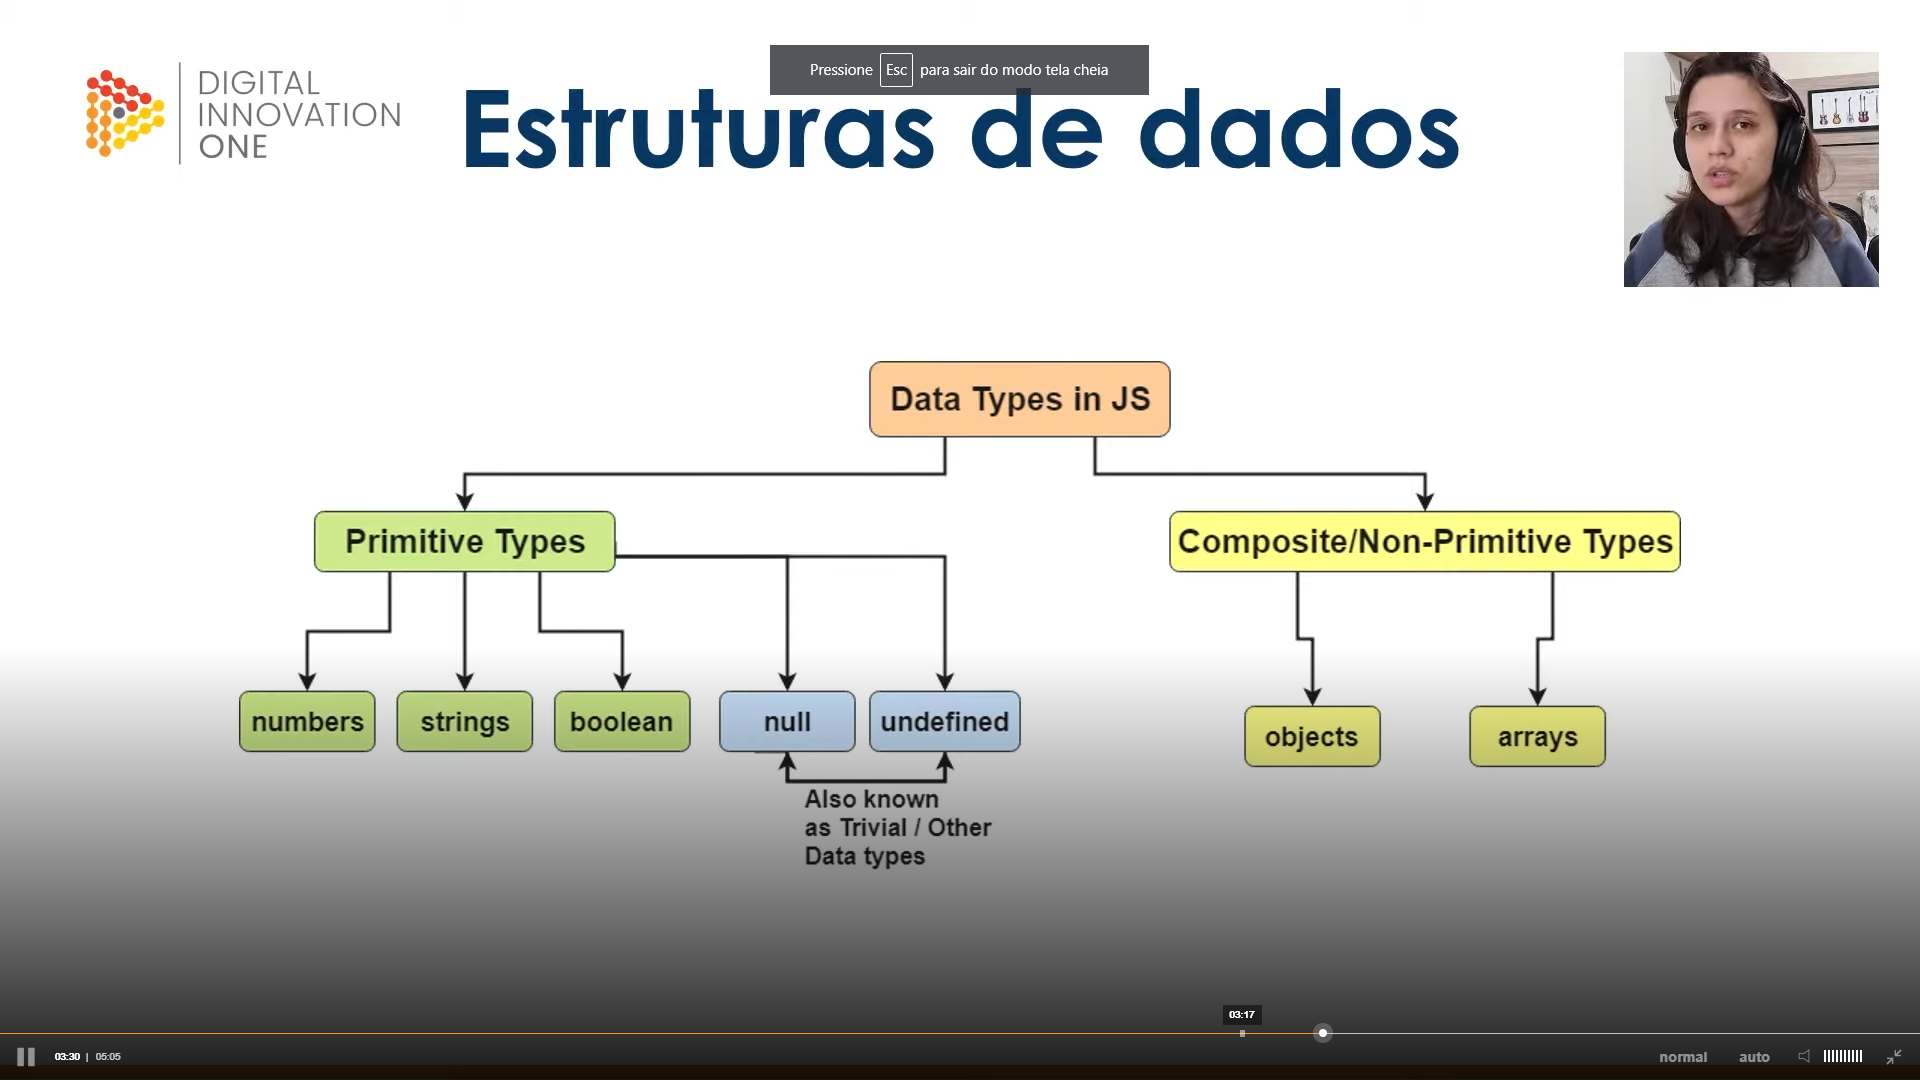 Pressione Esc para sair do modo tela cheia
DIGITAL
INNOVATION
ONE
Estruturas de dados
Data Types in JS
Primitive Types
Composite/Non-Primitive Types
numbers
strings
boolean
null
undefined
objects
arrays
Also known
as Trivial / Other
Data types
03:17
03:30 | 05:05
normal
auto